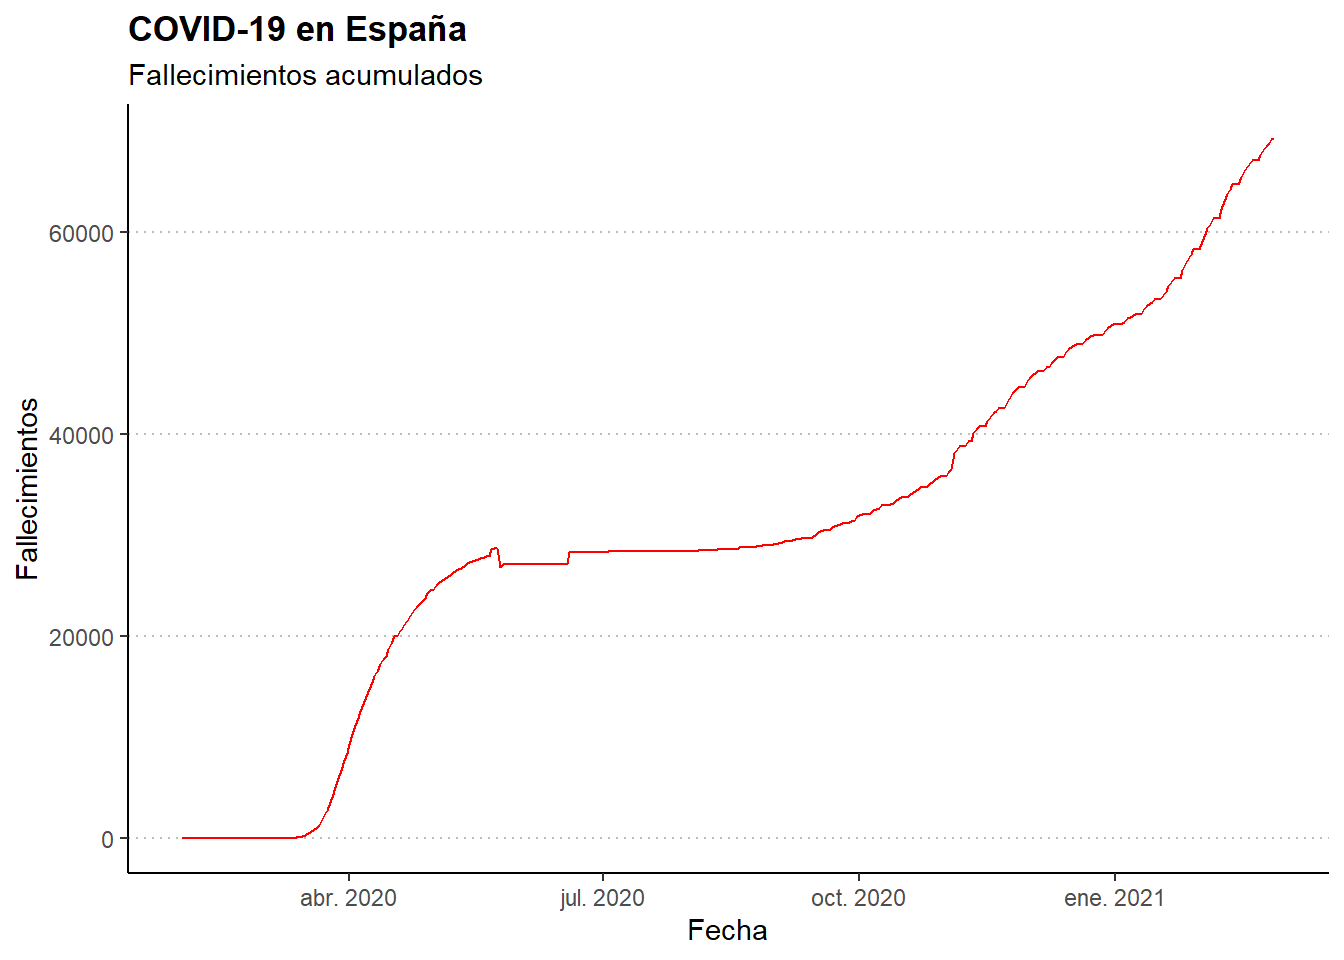 COVID-19 en España
Fallecimientos acumulados
Fallecimientos
60000
40000
20000
0
abr. 2020
jul. 2020
oct. 2020
ene. 2021
Fecha